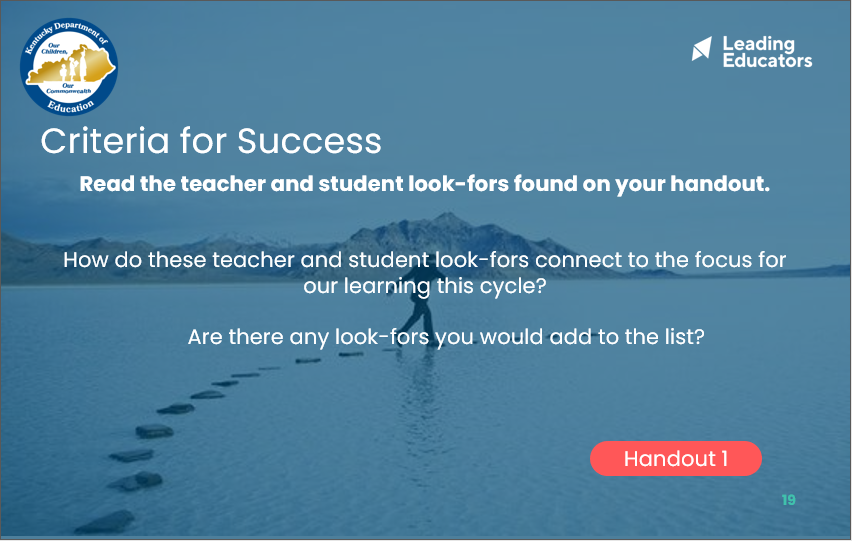 Kentucky Department of
Our
Children,
Our
Commonwealth
Education
Leading
Educators
Criteria for Success
Read the teacher and student look-fors found on your handout.
How do these teacher and student look-fors connect to the focus for
our learning this cycle?
Are there any look-fors you would add to the list?
Handout 1
19